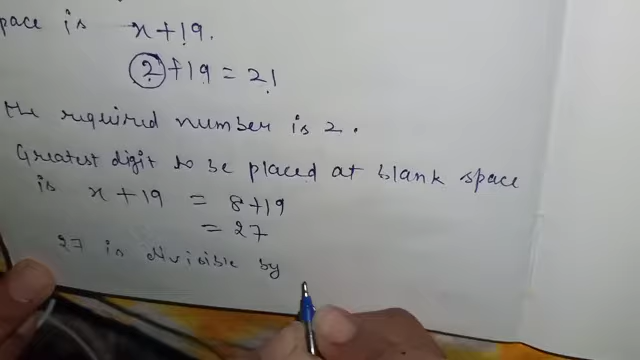 pace is x+19.
2+19=21
The required number is 2.
Greatest digit to be placed at blank space
is x+19 = 8+19
= 27
27 is divisible by